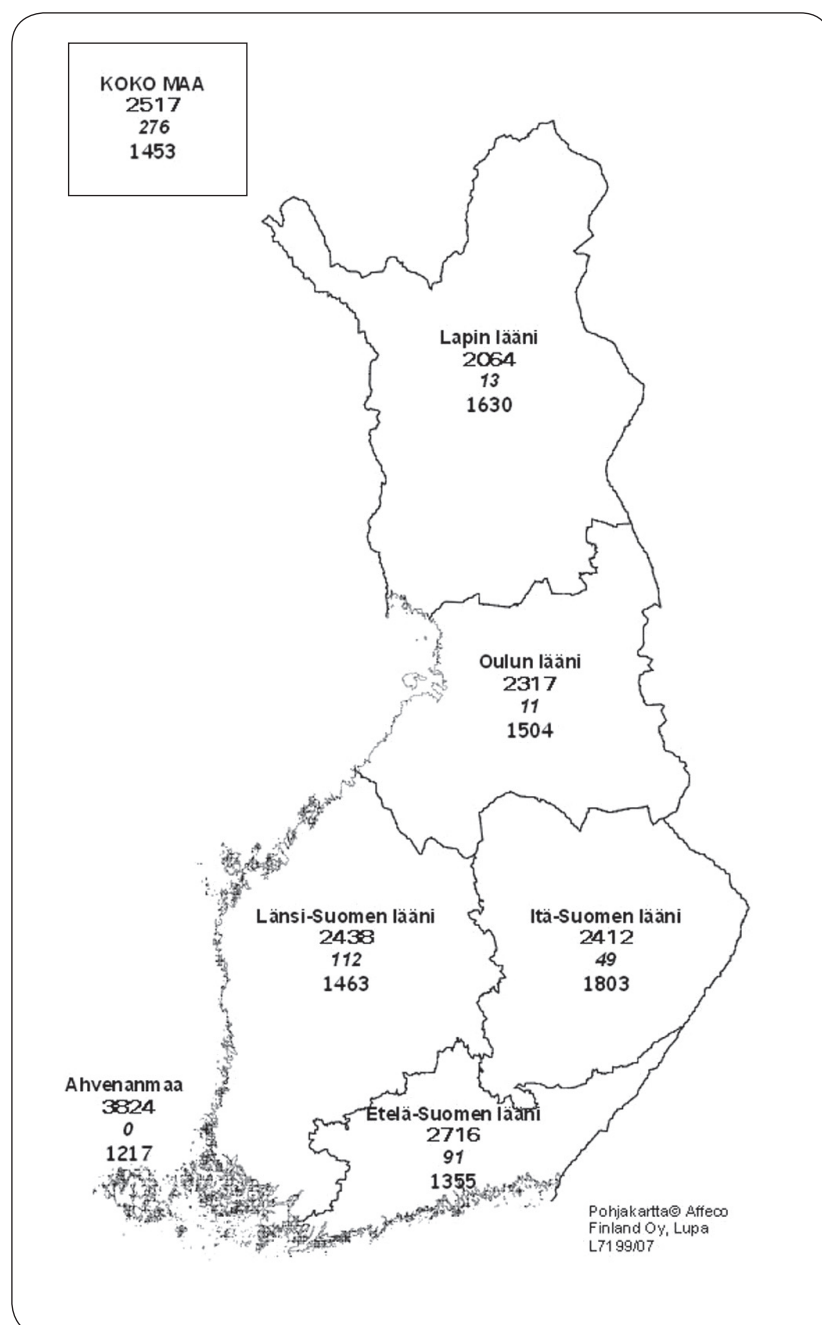 KOKO MAA
2517
276
1453
Lapin lääni
2064
13
1630
Oulun lääni
2317
11
1504
Länsi-Suomen lääni
2438
112
1463
Itä-Suomen lääni
2412
49
1803
Ahvenanmaa
3824
0
1217
Etelä-Suomen lääni
2716
91
1355
Pohjakartta© Affeco
Finland Oy, Lupa
L7199/07